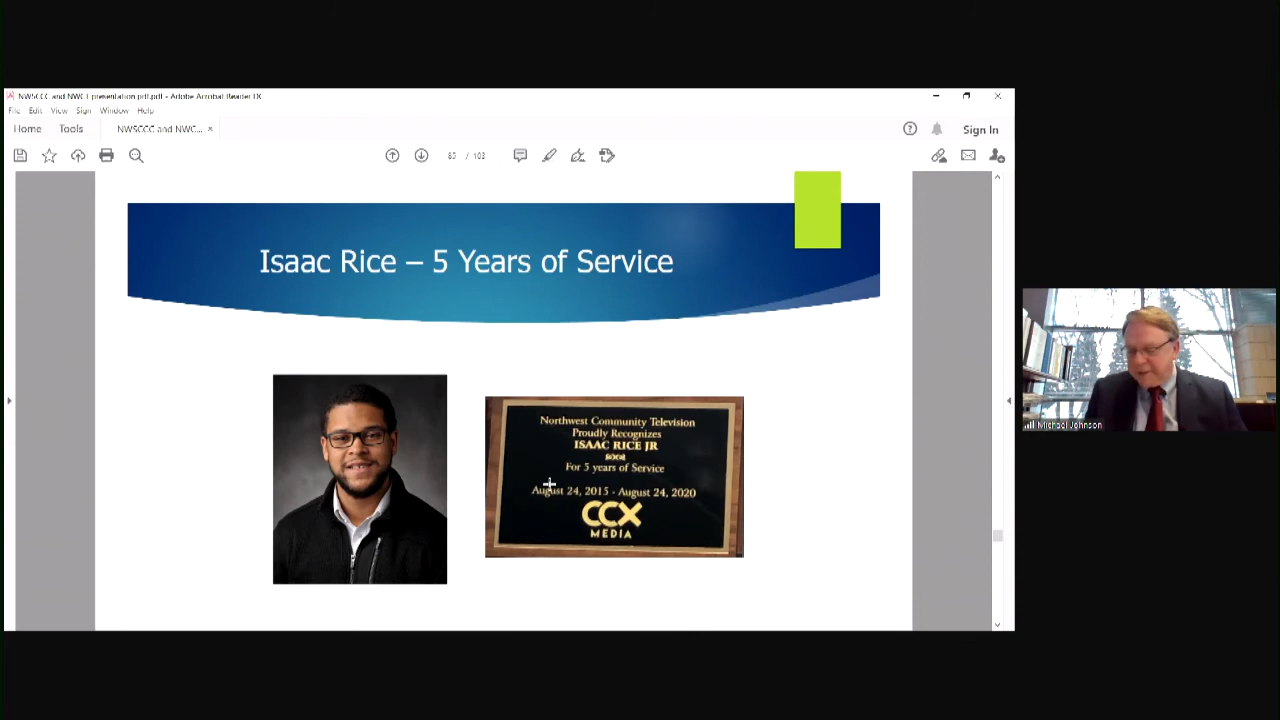 NWSCCC and NWCT presentation pdf.pdf - Adobe Acrobat Reader DC
File Edit View Sign Window Help
Home Tools NWSCCC and NWC... × Sign In
85 / 103
Isaac Rice – 5 Years of Service
Northwest Community Television
Proudly Recognizes
ISAAC RICE JR
For 5 years of Service
August 24, 2015 - August 24, 2020
CCX
MEDIA
Michael Johnson